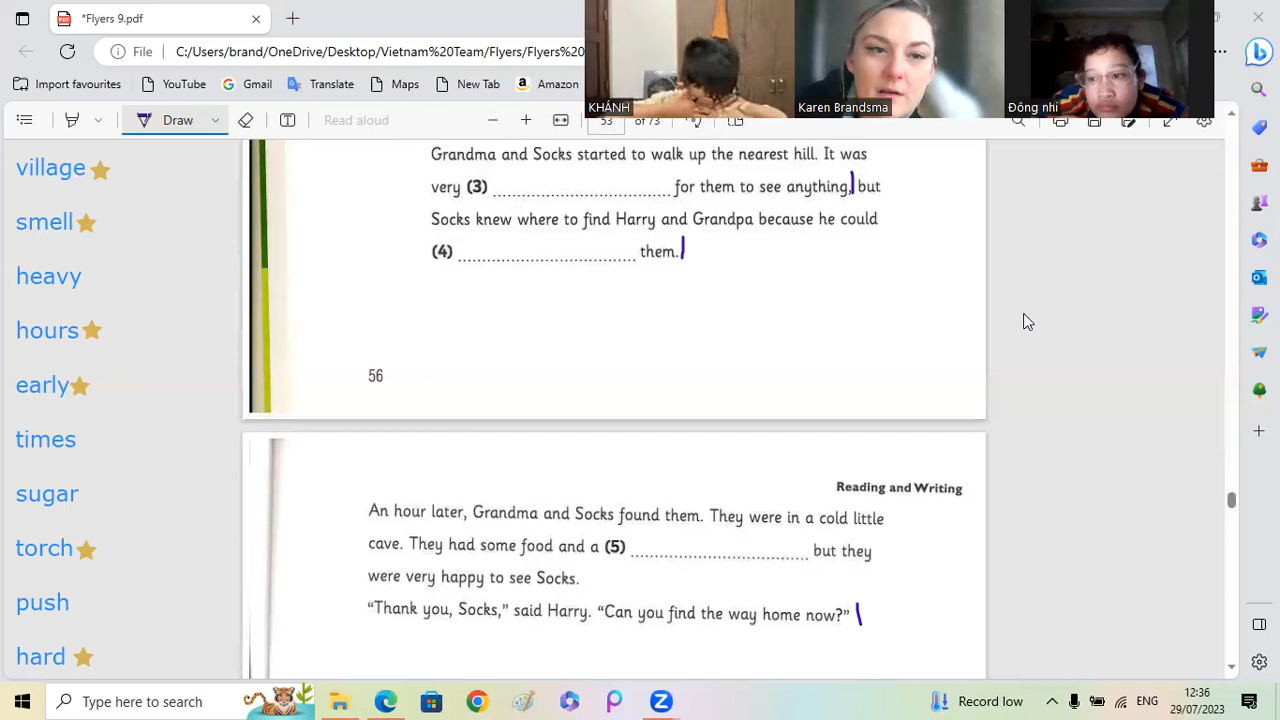 *Flyers 9.pdf
File
C:/Users/brand/OneDrive/Desktop/Vietnam%20Team/Flyers/Flyers%20
Import favourites
YouTube
Gmail
Translate
Maps
New Tab
Amazon
KHÁNH
Karen Brandsma
Đông nhi
Draw
Read aloud
53 of 73
village
smell
heavy
hours
early
times
sugar
torch
push
hard
Grandma and Socks started to walk up the nearest hill. It was
very (3) ........................................ for them to see anything, but
Socks knew where to find Harry and Grandpa because he could
(4) ........................................ them.
56
Reading and Writing
An hour later, Grandma and Socks found them. They were in a cold little
cave. They had some food and a (5) ........................................ but they
were very happy to see Socks.
“Thank you, Socks,” said Harry. “Can you find the way home now?”
Type here to search
Record low
ENG
12:36
29/07/2023